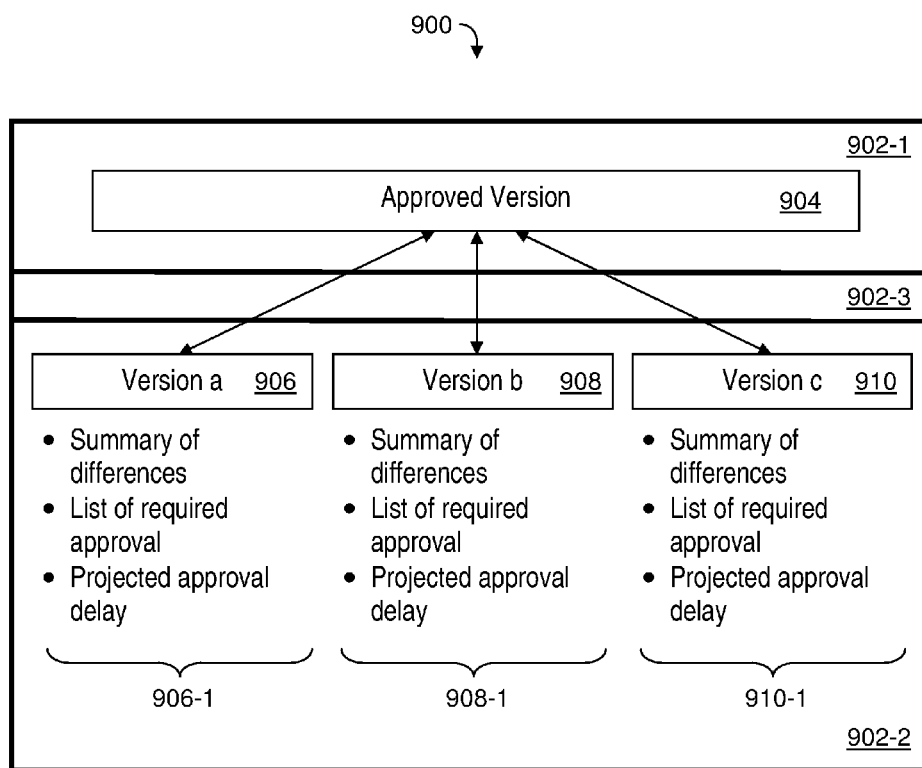 900
902-1
Approved Version 904
902-3
Version a 906
Version b 908
Version c 910
• Summary of
differences
• List of required
approval
• Projected approval
delay
• Summary of
differences
• List of required
approval
• Projected approval
delay
• Summary of
differences
• List of required
approval
• Projected approval
delay
906-1
908-1
910-1
902-2